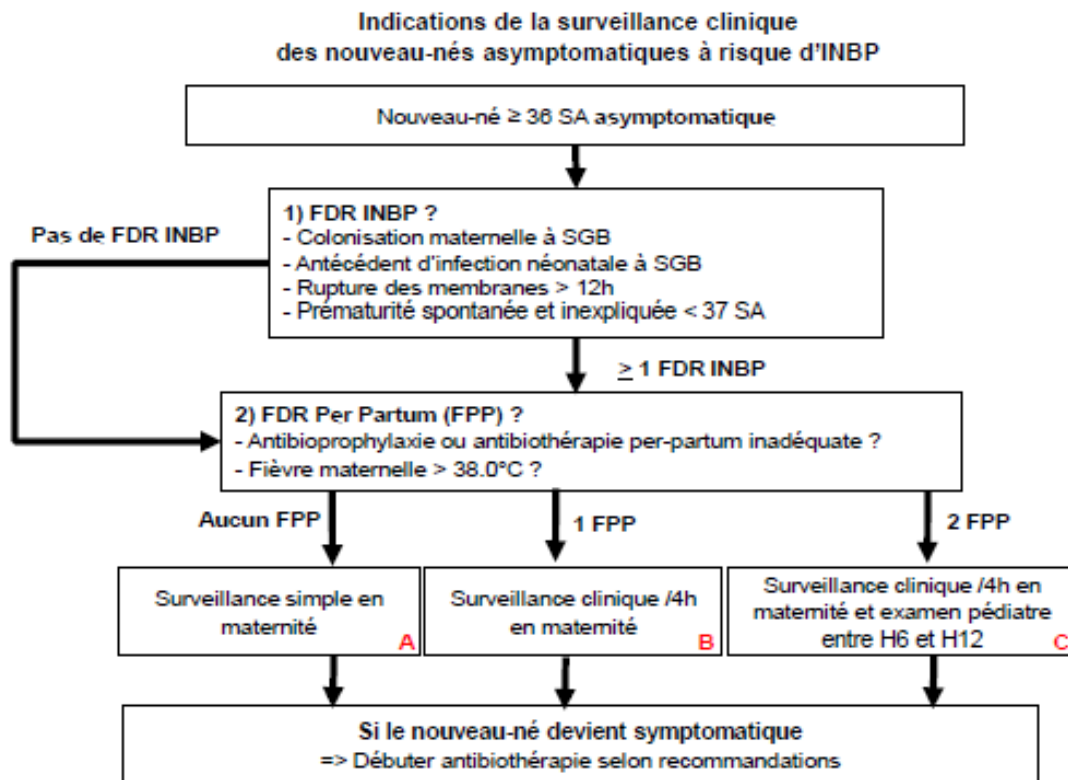 Indications de la surveillance clinique
des nouveau-nés asymptomatiques à risque d'INBP
Nouveau-né ≥ 36 SA asymptomatique
Pas de FDR INBP
1) FDR INBP ?
- Colonisation maternelle à SGB
- Antécédent d'infection néonatale à SGB
- Rupture des membranes > 12h
- Prématurité spontanée et inexpliquée < 37 SA
≥ 1 FDR INBP
2) FDR Per Partum (FPP) ?
- Antibioprophylaxie ou antibiothérapie per-partum inadéquate ?
- Fièvre maternelle > 38.0°C ?
Aucun FPP
1 FPP
2 FPP
Surveillance simple en
maternité
A
Surveillance clinique /4h
en maternité
B
Surveillance clinique /4h en
maternité et examen pédiatre
entre H6 et H12
C
Si le nouveau-né devient symptomatique
=> Débuter antibiothérapie selon recommandations